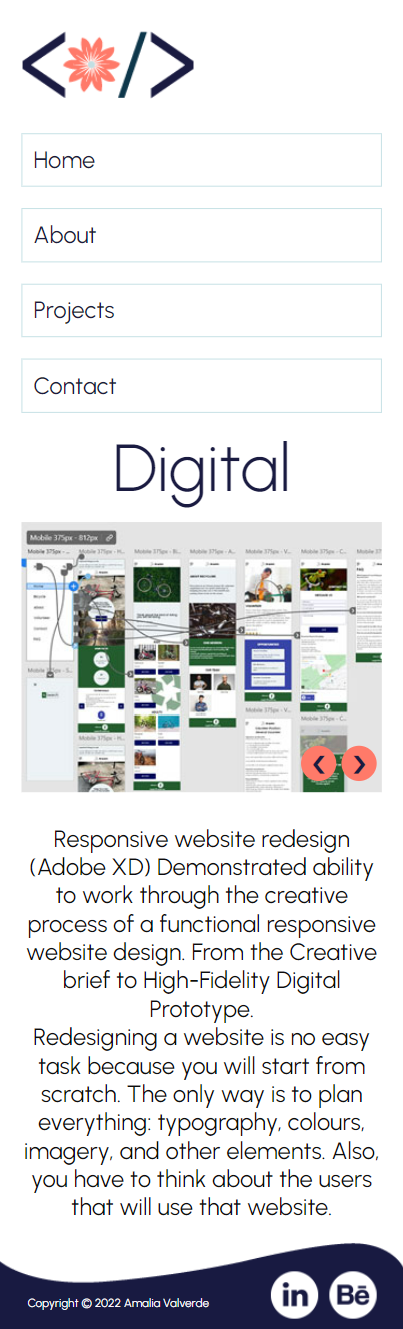 Home
About
Projects
Contact
Digital
Mobile 375px - 812px
Responsive website redesign
(Adobe XD) Demonstrated ability
to work through the creative
process of a functional responsive
website design. From the Creative
brief to High-Fidelity Digital
Prototype.
Redesigning a website is no easy
task because you will start from
scratch. The only way is to plan
everything: typography, colours,
imagery, and other elements. Also,
you have to think about the users
that will use that website.
Copyright © 2022 Amalia Valverde
in
Bē